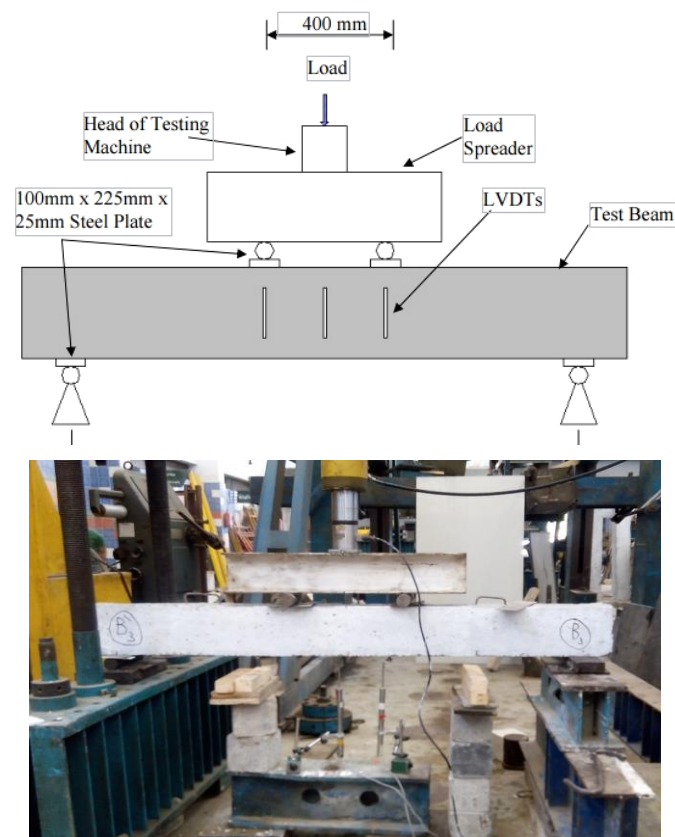 400 mm
Load
Head of Testing
Machine
Load
Spreader
100mm x 225mm x
25mm Steel Plate
LVDTs
Test Beam
B3
B3